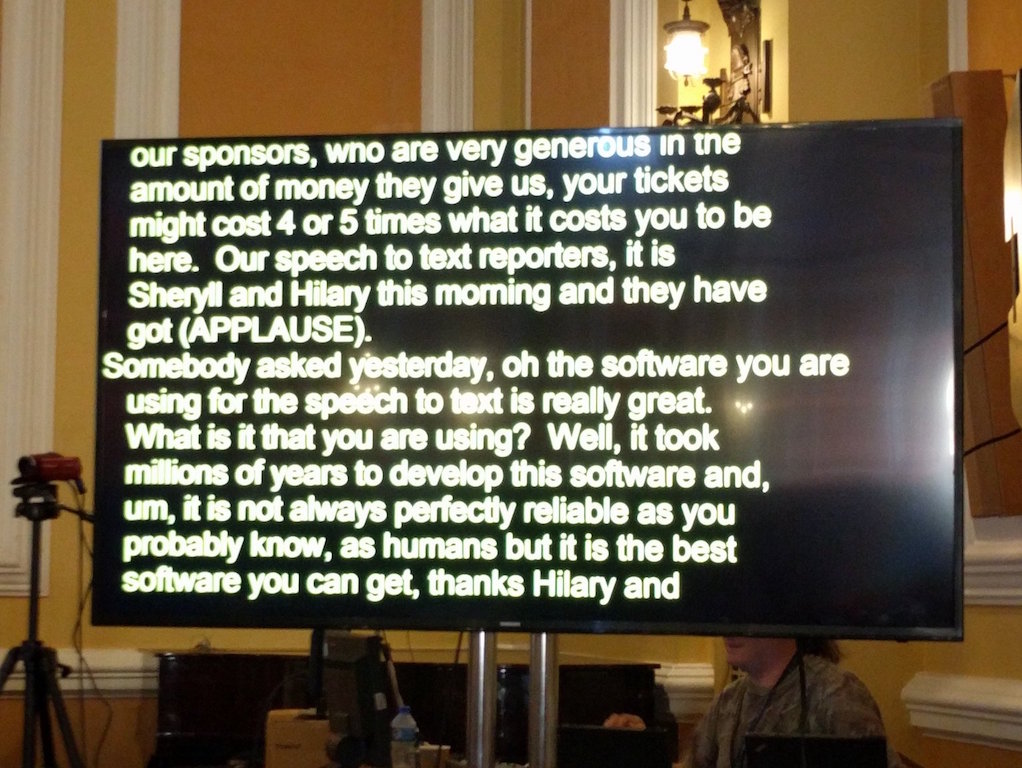 our sponsors, who are very generous in the
amount of money they give us, your tickets
might cost 4 or 5 times what it costs you to be
here. Our speech to text reporters, it is
Sheryll and Hilary this morning and they have
got (APPLAUSE).
Somebody asked yesterday, oh the software you are
using for the speech to text is really great.
What is it that you are using? Well, it took
millions of years to develop this software and,
um, it is not always perfectly reliable as you
probably know, as humans but it is the best
software you can get, thanks Hilary and